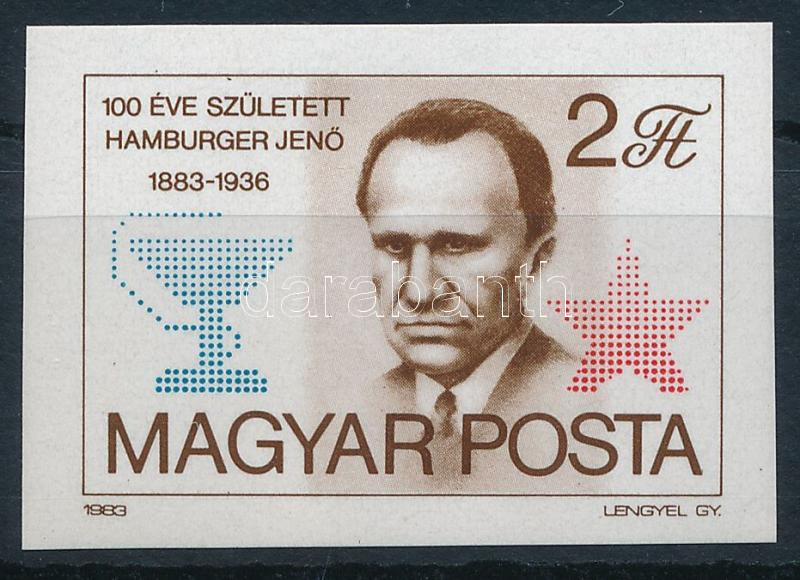 100 ÉVE SZÜLETETT
HAMBURGER JENŐ
1883-1936
2 Ft
darabanth
MAGYAR POSTA
1983
LENGYEL GY.